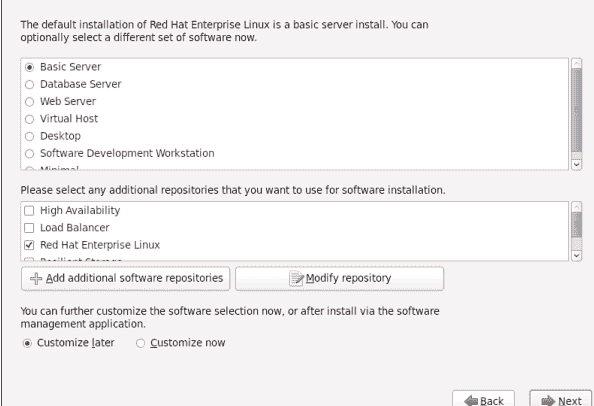 The default installation of Red Hat Enterprise Linux is a basic server install. You can
optionally select a different set of software now.
Basic Server
Database Server
Web Server
Virtual Host
Desktop
Software Development Workstation
Minimal
Please select any additional repositories that you want to use for software installation.
High Availability
Load Balancer
Red Hat Enterprise Linux
Resilient Storage
Add additional software repositories
Modify repository
You can further customize the software selection now, or after install via the software
management application.
Customize later
Customize now
Back
Next